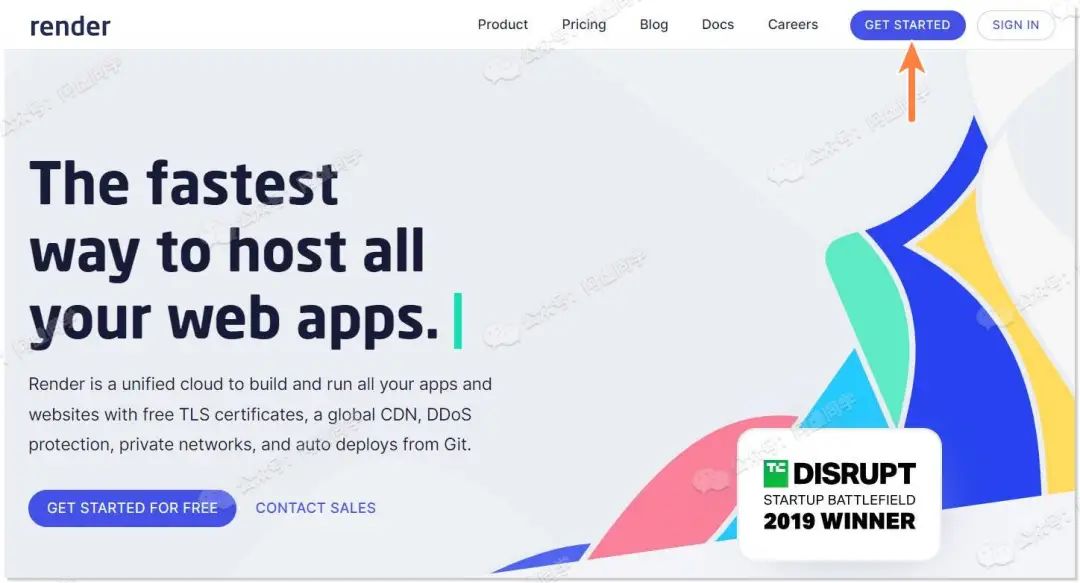 render
Product
Pricing
Blog
Docs
Careers
GET STARTED
SIGN IN
The fastest
way to host all
your web apps.
Render is a unified cloud to build and run all your apps and
websites with free TLS certificates, a global CDN, DDoS
protection, private networks, and auto deploys from Git.
GET STARTED FOR FREE
CONTACT SALES
TC DISRUPT
STARTUP BATTLEFIELD
2019 WINNER